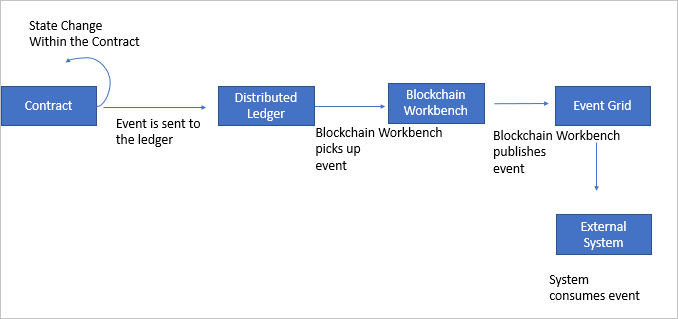 State Change
Within the Contract
Contract
Event is sent to
the ledger
Distributed
Ledger
Blockchain Workbench
picks up
event
Blockchain
Workbench
Blockchain Workbench
publishes
event
Event Grid
External
System
System
consumes event